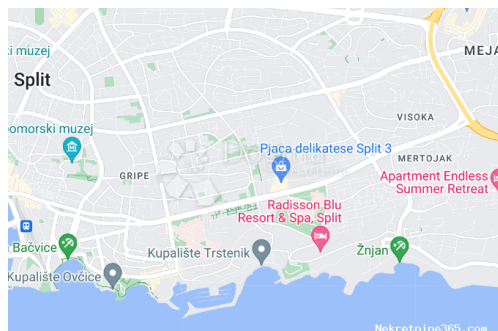 ki muzej
MEJA
Split
VISOKA
pomorski muzej
Pjaca delikatese Split 3
MERTOJAK
GRIPE
Apartment Endless
Summer Retreat
Radisson Blu
Resort & Spa, Split
Bačvice
Kupalište Trstenik
Žnjan
Kupalište Ovčice
Nekretnine365.com